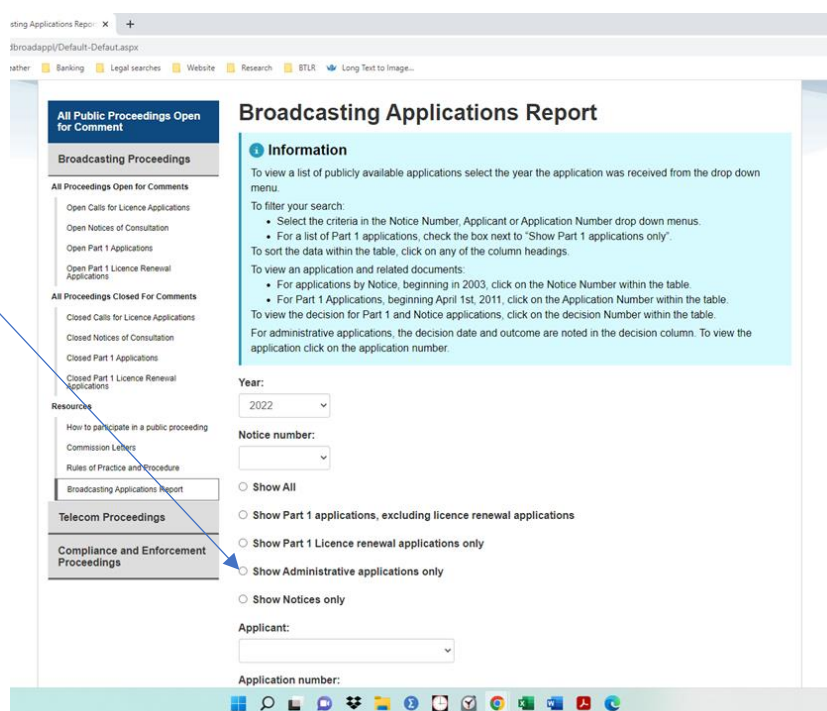 sting Applications Repor
dbroadappl/Default-Defaut.aspx
eather Banking Legal searches Website Research BTLR Long Text to Image...
All Public Proceedings Open
for Comment
Broadcasting Proceedings
All Proceedings Open for Comments
Open Calls for Licence Applications
Open Notices of Consultation
Open Part 1 Applications
Open Part 1 Licence Renewal
Applications
All Proceedings Closed For Comments
Closed Calls for Licence Applications
Closed Notices of Consultation
Closed Part 1 Applications
Closed Part 1 Licence Renewal
Applications
Resources
How to participate in a public proceeding
Commission Letters
Rules of Practice and Procedure
Broadcasting Applications Report
Telecom Proceedings
Compliance and Enforcement
Proceedings
Broadcasting Applications Report
Information
To view a list of publicly available applications select the year the application was received from the drop down
menu.
To filter your search:
• Select the criteria in the Notice Number, Applicant or Application Number drop down menus.
• For a list of Part 1 applications, check the box next to "Show Part 1 applications only".
To sort the data within the table, click on any of the column headings.
To view an application and related documents:
• For applications by Notice, beginning in 2003, click on the Notice Number within the table.
• For Part 1 Applications, beginning April 1st, 2011, click on the Application Number within the table.
To view the decision for Part 1 and Notice applications, click on the decision Number within the table.
For administrative applications, the decision date and outcome are noted in the decision column. To view the
application click on the application number.
Year:
2022
Notice number:
Show All
Show Part 1 applications, excluding licence renewal applications
Show Part 1 Licence renewal applications only
Show Administrative applications only
Show Notices only
Applicant:
Application number: